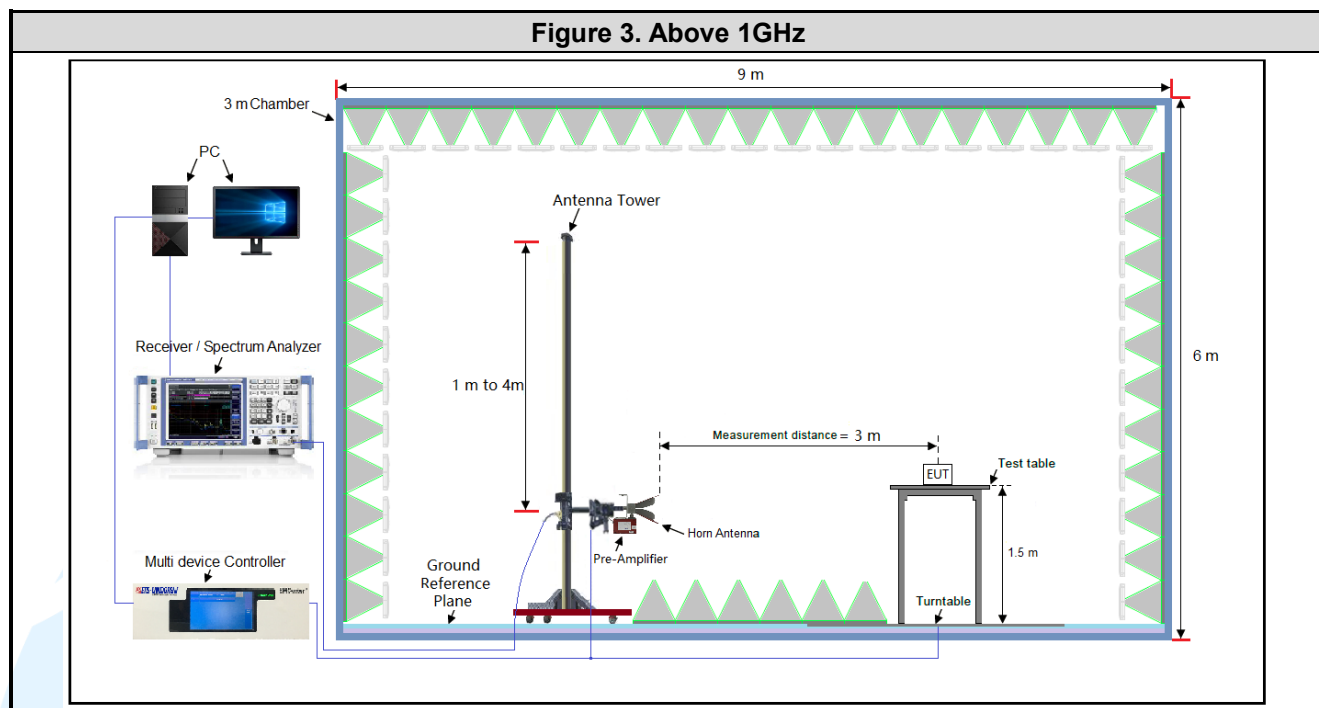 Figure 3. Above 1GHz
9 m
3 m Chamber
PC
Antenna Tower
Receiver / Spectrum Analyzer
6 m
1 m to 4m
Measurement distance = 3 m
EUT
Test table
Horn Antenna
Pre-Amplifier
1.5 m
Multi device Controller
Ground
Reference
Plane
Turntable